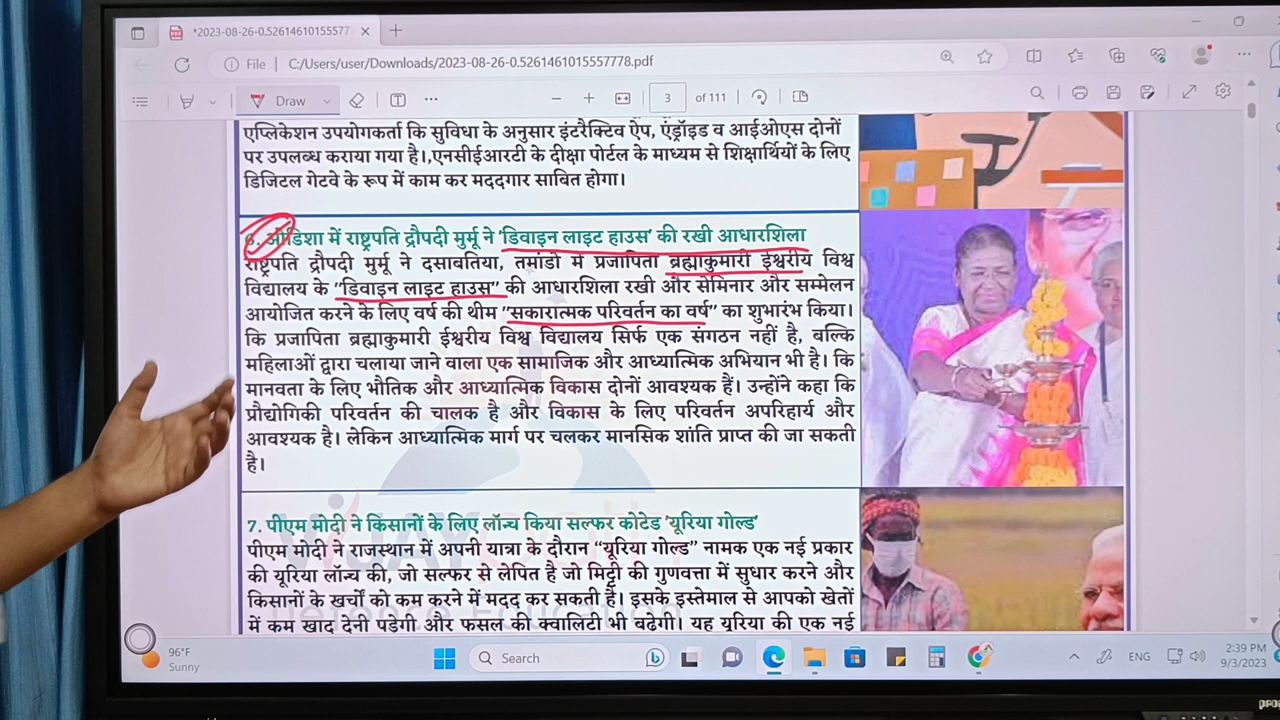 *2023-08-26-0.52614610155577
File
C:/Users/user/Downloads/2023-08-26-0.5261461015557778.pdf
Draw
3 of 111
एप्लिकेशन उपयोगकर्ता कि सुविधा के अनुसार इंटरैक्टिव ऐप, एंड्रॉइड व आईओएस दोनों
पर उपलब्ध कराया गया है।,एनसीईआरटी के दीक्षा पोर्टल के माध्यम से शिक्षार्थियों के लिए
डिजिटल गेटवे के रूप में काम कर मददगार साबित होगा।
6. ओडिशा में राष्ट्रपति द्रौपदी मुर्मू ने 'डिवाइन लाइट हाउस' की रखी आधारशिला
राष्ट्रपति द्रौपदी मुर्मू ने दसाबतिया, तमांडो में प्रजापिता ब्रह्माकुमारी ईश्वरीय विश्व
विद्यालय के "डिवाइन लाइट हाउस" की आधारशिला रखी और सेमिनार और सम्मेलन
आयोजित करने के लिए वर्ष की थीम "सकारात्मक परिवर्तन का वर्ष" का शुभारंभ किया।
कि प्रजापिता ब्रह्माकुमारी ईश्वरीय विश्व विद्यालय सिर्फ एक संगठन नहीं है, बल्कि
महिलाओं द्वारा चलाया जाने वाला एक सामाजिक और आध्यात्मिक अभियान भी है। कि
मानवता के लिए भौतिक और आध्यात्मिक विकास दोनों आवश्यक हैं। उन्होंने कहा कि
प्रौद्योगिकी परिवर्तन की चालक है और विकास के लिए परिवर्तन अपरिहार्य और
आवश्यक है। लेकिन आध्यात्मिक मार्ग पर चलकर मानसिक शांति प्राप्त की जा सकती
है।
7. पीएम मोदी ने किसानों के लिए लॉन्च किया सल्फर कोटेड 'यूरिया गोल्ड'
पीएम मोदी ने राजस्थान में अपनी यात्रा के दौरान “यूरिया गोल्ड” नामक एक नई प्रकार
की यूरिया लॉन्च की, जो सल्फर से लेपित है जो मिट्टी की गुणवत्ता में सुधार करने और
किसानों के खर्चों को कम करने में मदद कर सकती है। इसके इस्तेमाल से आपको खेतों
में कम खाद देनी पड़ेगी और फसल की क्वालिटी भी बढ़ेगी। यह यूरिया की एक नई
96°F
Sunny
Search
ENG
2:39 PM
9/3/2023